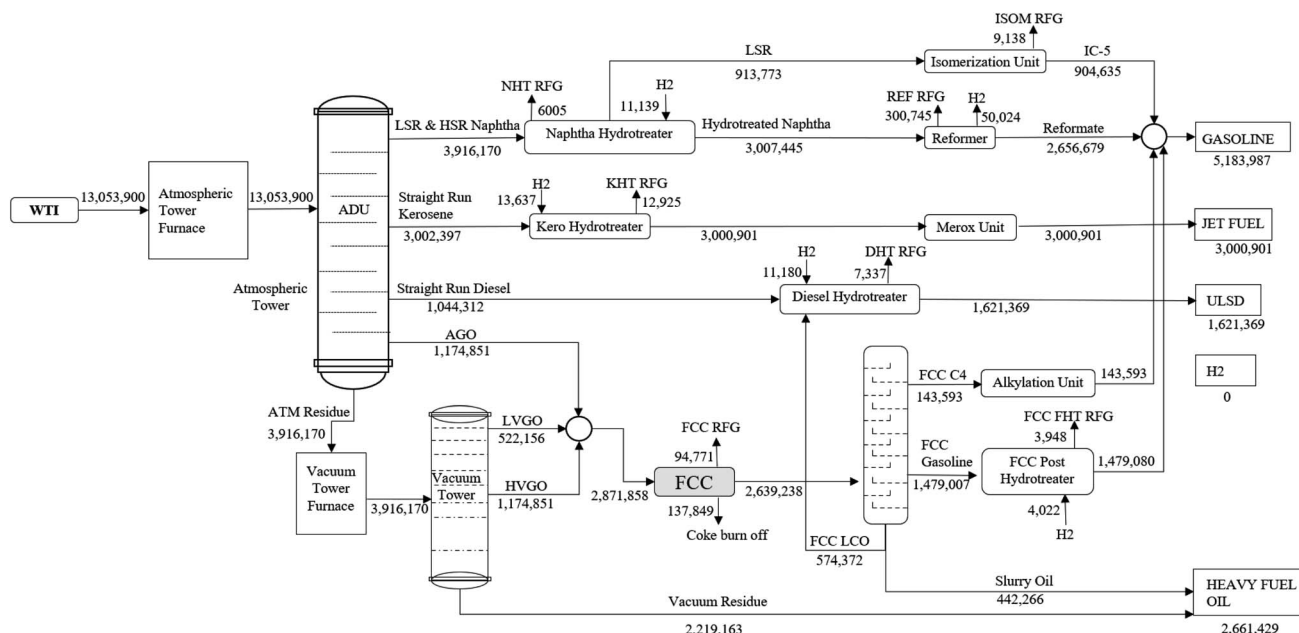 ISOM RFG
9,138
LSR
913,773
Isomerization Unit
IC-5
904,635
NHT RFG
6005
H2
11,139
REF RFG
300,745
H2
50,024
LSR & HSR Naphtha
3,916,170
Naphtha Hydrotreater
Hydrotreated Naphtha
3,007,445
Reformer
Reformate
2,656,679
GASOLINE
5,183,987
WTI
13,053,900
Atmospheric
Tower
Furnace
13,053,900
ADU
Atmospheric
Tower
Straight Run
Kerosene
3,002,397
H2
13,637
KHT RFG
12,925
Kero Hydrotreater
3,000,901
Merox Unit
3,000,901
JET FUEL
3,000,901
Straight Run Diesel
1,044,312
H2
11,180
DHT RFG
7,337
Diesel Hydrotreater
1,621,369
ULSD
1,621,369
AGO
1,174,851
H2
0
ATM Residue
3,916,170
Vacuum
Tower
Furnace
3,916,170
Vacuum
Tower
LVGO
522,156
HVGO
1,174,851
2,871,858
FCC RFG
94,771
FCC
137,849
Coke burn off
2,639,238
FCC C4
143,593
Alkylation Unit
143,593
FCC
Gasoline
1,479,007
FCC FHT RFG
3,948
FCC Post
Hydrotreater
1,479,080
4,022
H2
FCC LCO
574,372
Slurry Oil
442,266
Vacuum Residue
2,219,163
HEAVY FUEL
OIL
2,661,429